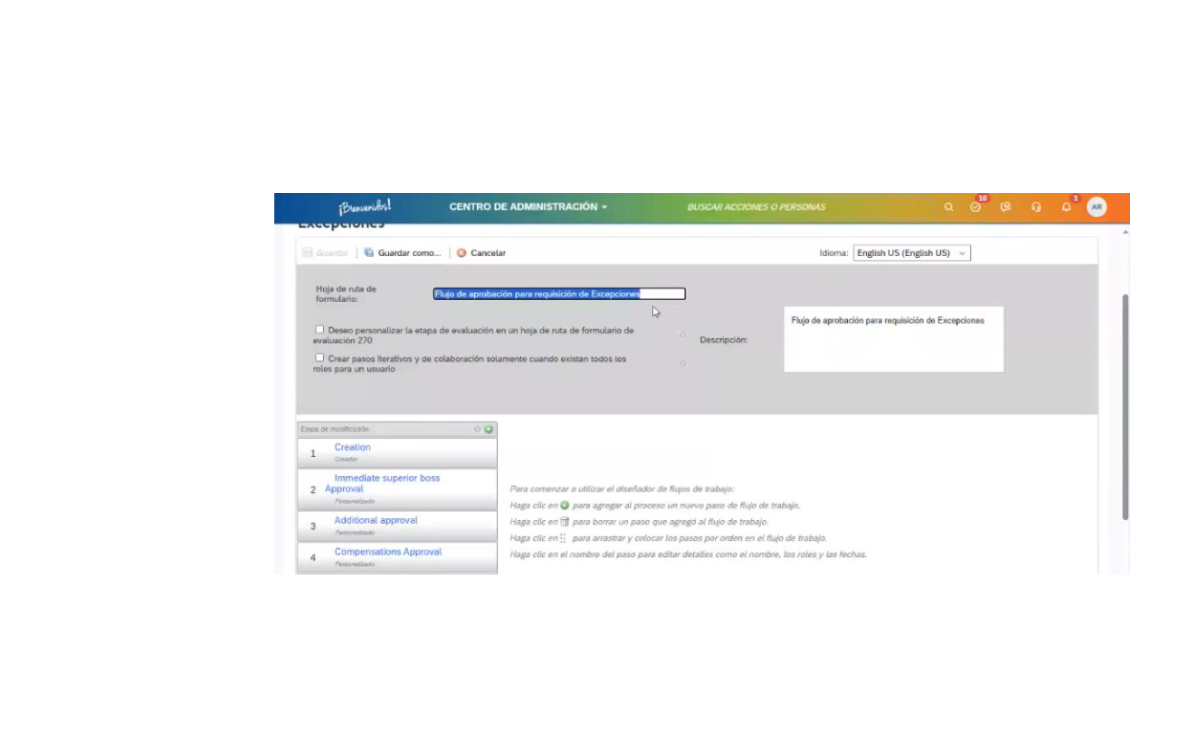 ¡Bienvenidos!
CENTRO DE ADMINISTRACIÓN
BUSCAR ACCIONES O PERSONAS
10
1
AR
Excepciones
Guardar
Guardar como...
Cancelar
Idioma:
English US (English US)
Hoja de ruta de
formulario:
Flujo de aprobación para requisición de Excepciones
Deseo personalizar la etapa de evaluación en un hoja de ruta de formulario de
evaluación 270
Crear pasos iterativos y de colaboración solamente cuando existan todos los
roles para un usuario
Descripción:
Flujo de aprobación para requisición de Excepciones
Etapa de modificación
1
Creation
Creador
2
Immediate superior boss
Approval
Personalizado
3
Additional approval
Personalizado
4
Compensations Approval
Personalizado
Para comenzar a utilizar el diseñador de flujos de trabajo:
Haga clic en para agregar al proceso un nuevo paso de flujo de trabajo.
Haga clic en para borrar un paso que agregó al flujo de trabajo.
Haga clic en para arrastrar y colocar los pasos por orden en el flujo de trabajo.
Haga clic en el nombre del paso para editar detalles como el nombre, los roles y las fechas.